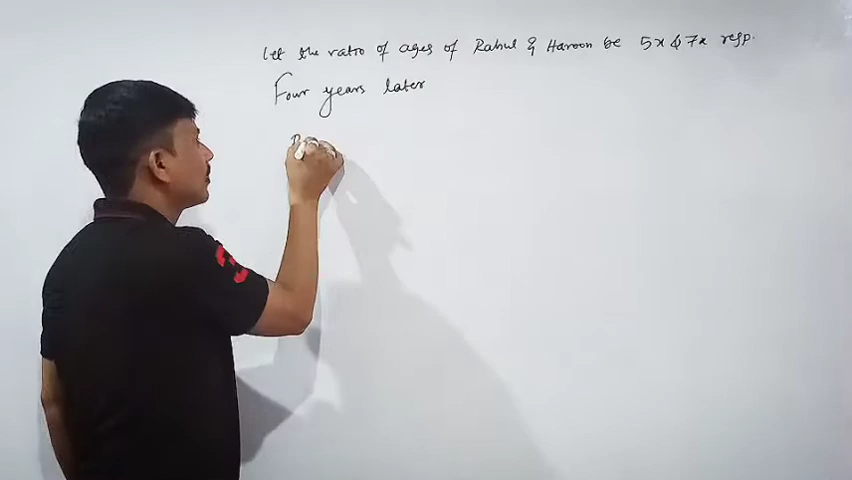 Let the ratio of ages of Rahul & Haroon be 5x & 7x resp.
Four years later